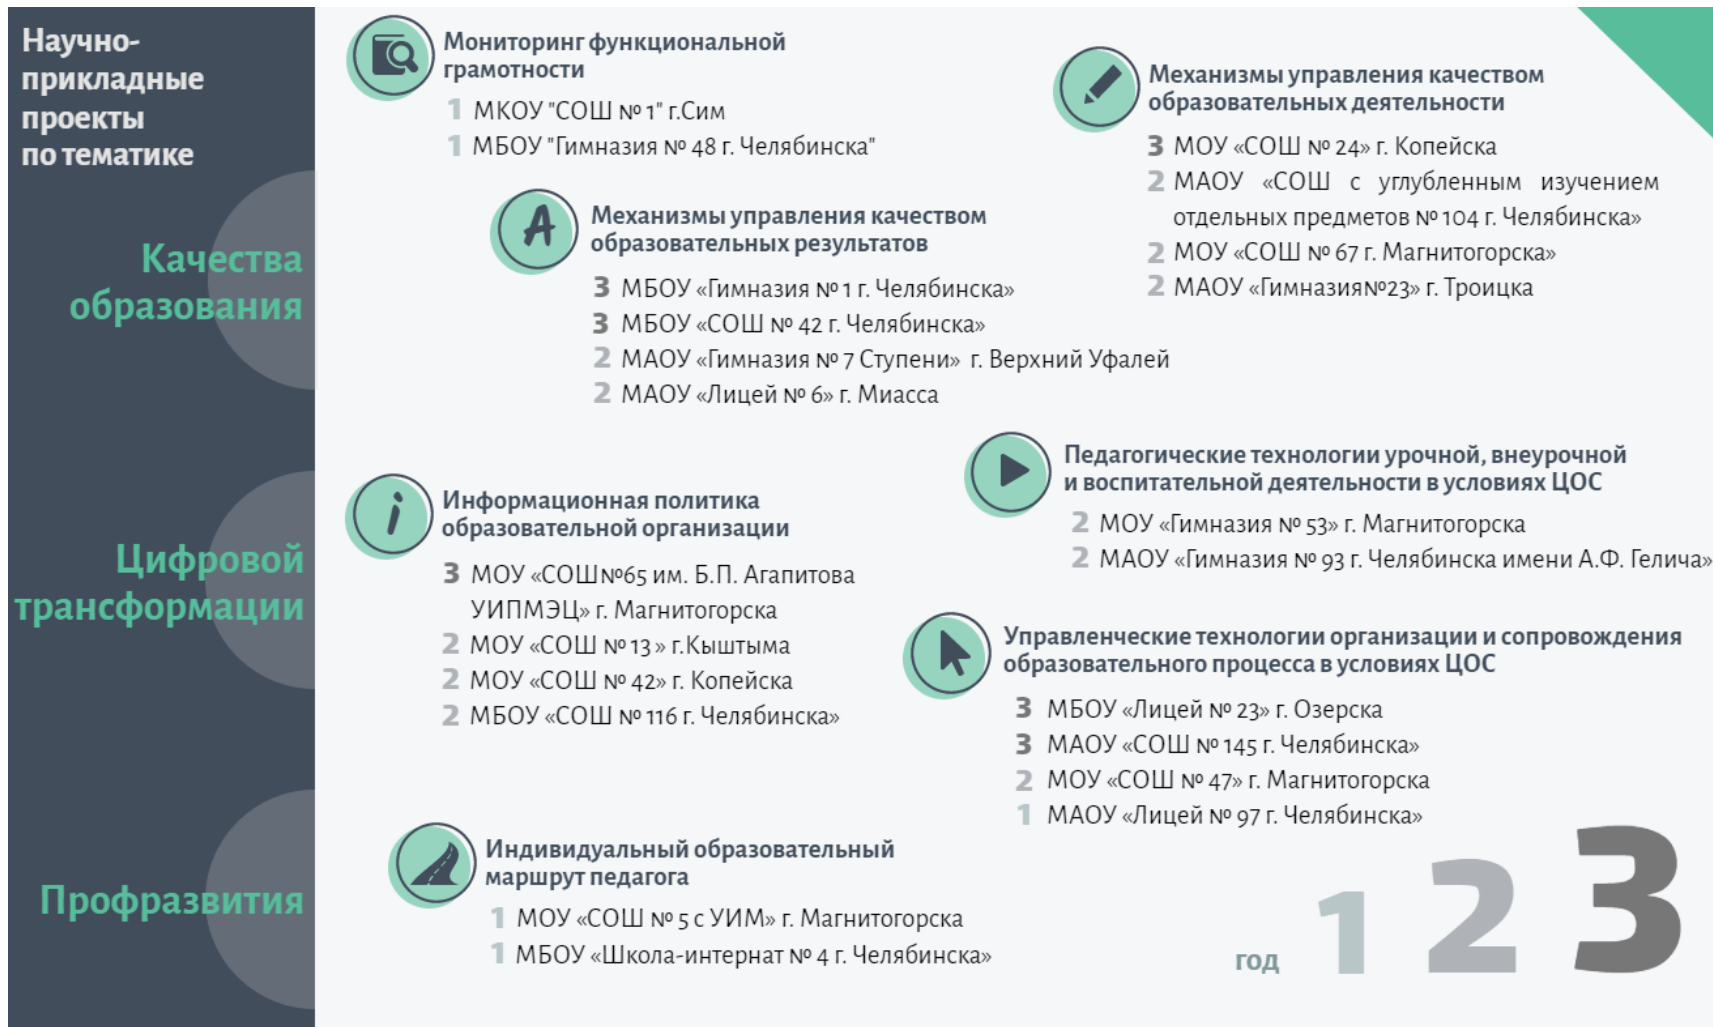 Научно-
прикладные
проекты
по тематике
Качества
образования
Мониторинг функциональной
грамотности
1 МКОУ "СОШ № 1" г.Сим
1 МБОУ "Гимназия № 48 г. Челябинска"
Механизмы управления качеством
образовательных деятельности
3 МОУ «СОШ № 24» г. Копейска
2 МАОУ «СОШ с углубленным изучением
отдельных предметов № 104 г. Челябинска»
2 МОУ «СОШ № 67 г. Магнитогорска»
2 МАОУ «Гимназия№23» г. Троицка
Механизмы управления качеством
образовательных результатов
3 МБОУ «Гимназия № 1 г. Челябинска»
3 МБОУ «СОШ № 42 г. Челябинска»
2 МАОУ «Гимназия № 7 Ступени» г. Верхний Уфалей
2 МАОУ «Лицей № 6» г. Миасса
Цифровой
трансформации
Информационная политика
образовательной организации
3 МОУ «СОШ№65 им. Б.П. Агапитова
УИПМЭЦ» г. Магнитогорска
2 МОУ «СОШ № 13 » г.Кыштыма
2 МОУ «СОШ № 42» г. Копейска
2 МБОУ «СОШ № 116 г. Челябинска»
Педагогические технологии урочной, внеурочной
и воспитательной деятельности в условиях ЦОС
2 МОУ «Гимназия № 53» г. Магнитогорска
2 МАОУ «Гимназия № 93 г. Челябинска имени А.Ф. Гелича»
Управленческие технологии организации и сопровождения
образовательного процесса в условиях ЦОС
3 МБОУ «Лицей № 23» г. Озерска
3 МАОУ «СОШ № 145 г. Челябинска»
2 МОУ «СОШ № 47» г. Магнитогорска
1 МАОУ «Лицей № 97 г. Челябинска»
Профразвития
Индивидуальный образовательный
маршрут педагога
1 МОУ «СОШ № 5 с УИМ» г. Магнитогорска
1 МБОУ «Школа-интернат № 4 г. Челябинска»
год 1 2 3